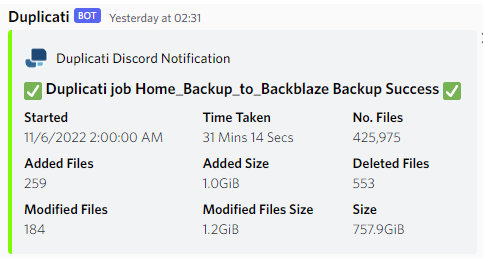 Duplicati BOT Yesterday at 02:31
Duplicati Discord Notification
✅ Duplicati job Home_Backup_to_Backblaze Backup Success ✅
Started Time Taken No. Files
11/6/2022 2:00:00 AM 31 Mins 14 Secs 425,975
Added Files Added Size Deleted Files
259 1.0GiB 553
Modified Files Modified Files Size Size
184 1.2GiB 757.9GiB